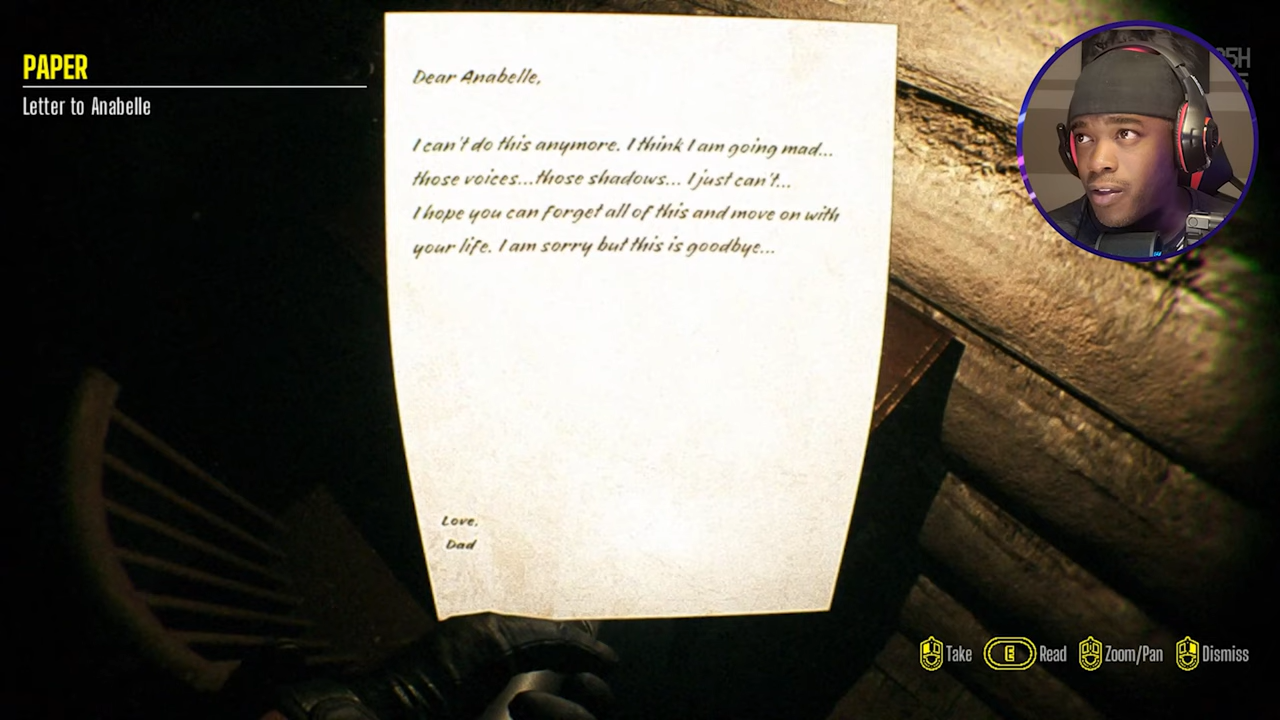 PAPER
Letter to Anabelle
Dear Anabelle,
I can't do this anymore. I think I am going mad...
those voices...those shadows... I just can't...
I hope you can forget all of this and move on with
your life. I am sorry but this is goodbye...
Love,
Dad
Take
E
Read
Zoom/Pan
Dismiss